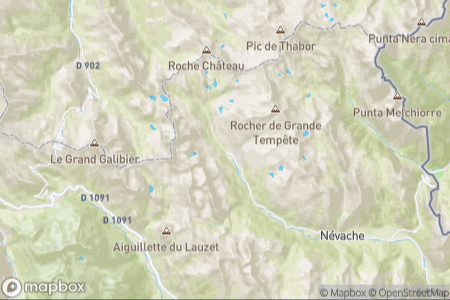 Pic de Thabor
Punta Nera cima
Roche Château
D 902
Punta Melchiorre
Rocher de Grande
Tempête
Le Grand Galibier
D 1091
D 1091
Névache
Aiguillette du Lauzet
mapbox
© Mapbox © OpenStreetMap